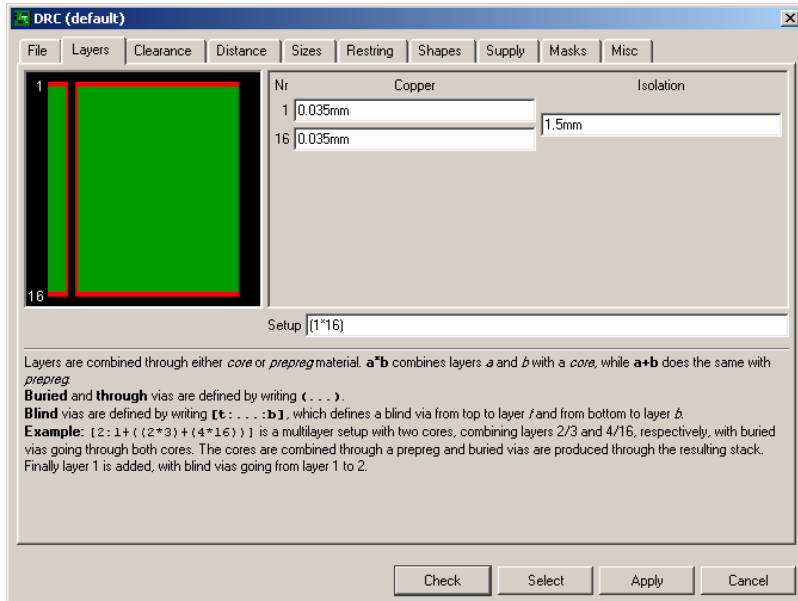 DRC (default)
File Layers Clearance Distance Sizes Restring Shapes Supply Masks Misc
1
16
Nr Copper Isolation
1 0.035mm
1.5mm
16 0.035mm
Setup (1*16)
Layers are combined through either core or prepreg material. a*b combines layers a and b with a core, while a+b does the same with
prepreg.
Buried and through vias are defined by writing (...).
Blind vias are defined by writing [t:...:b], which defines a blind via from top to layer t and from bottom to layer b.
Example: [2:1+((2*3)+(4*16))] is a multilayer setup with two cores, combining layers 2/3 and 4/16, respectively, with buried
vias going through both cores. The cores are combined through a prepreg and buried vias are produced through the resulting stack.
Finally layer 1 is added, with blind vias going from layer 1 to 2.
Check Select Apply Cancel